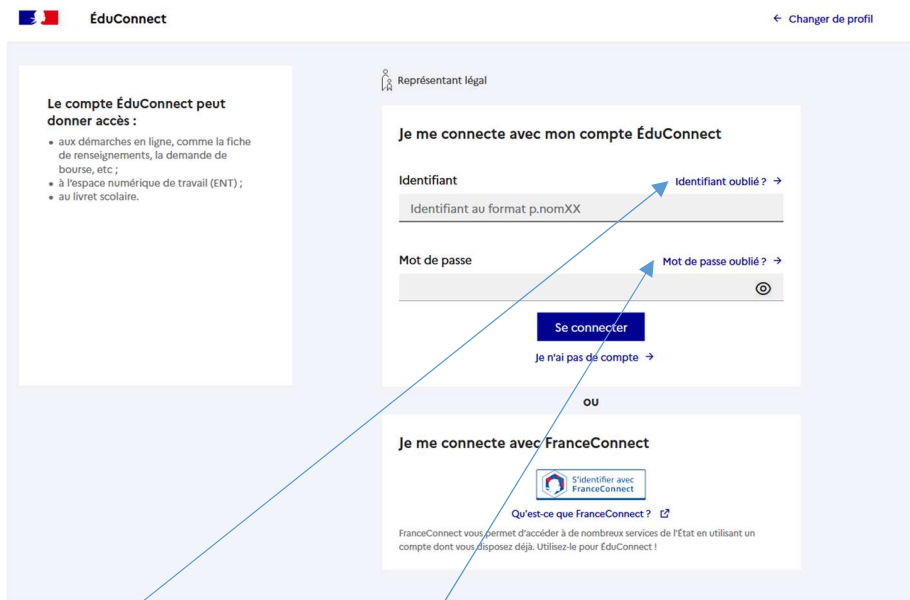 ÉduConnect
← Changer de profil
Le compte ÉduConnect peut
donner accès :
• aux démarches en ligne, comme la fiche
de renseignements, la demande de
bourse, etc ;
• à l'espace numérique de travail (ENT) ;
• au livret scolaire.
Représentant légal
Je me connecte avec mon compte ÉduConnect
Identifiant
Identifiant oublié ? →
Identifiant au format p.nomXX
Mot de passe
Mot de passe oublié ? →
Se connecter
Je n'ai pas de compte →
ou
Je me connecte avec FranceConnect
S'identifier avec
FranceConnect
Qu'est-ce que FranceConnect ?
FranceConnect vous permet d'accéder à de nombreux services de l'État en utilisant un
compte dont vous disposez déjà. Utilisez-le pour ÉduConnect !